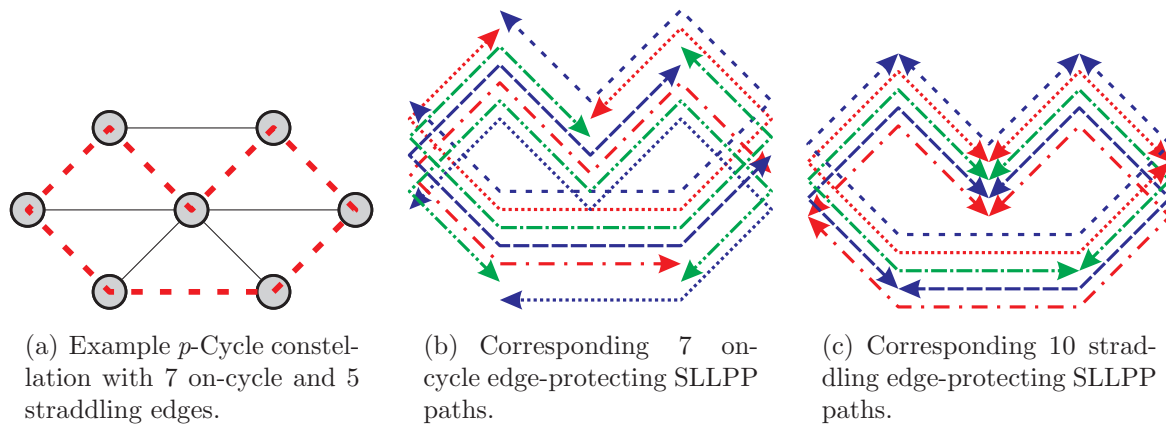 (a) Example p-Cycle constel-
lation with 7 on-cycle and 5
straddling edges.
(b) Corresponding 7 on-
cycle edge-protecting SLLPP
paths.
(c) Corresponding 10 strad-
dling edge-protecting SLLPP
paths.